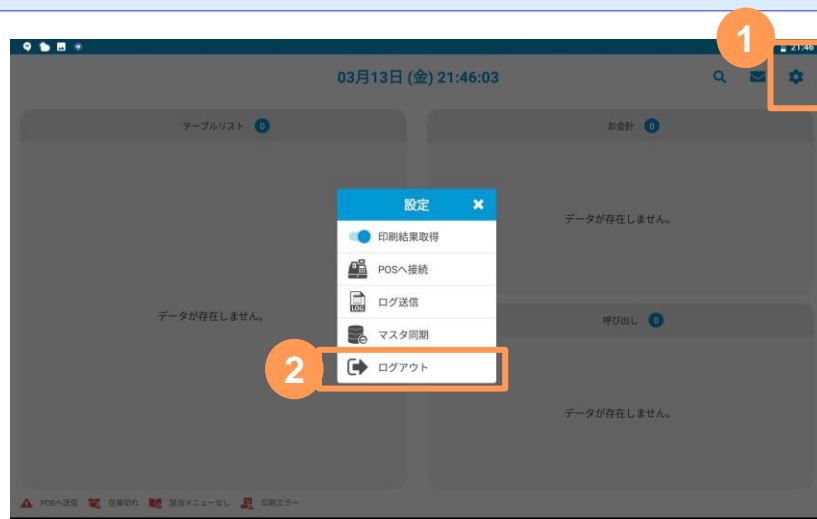 1
21:46
03月13日 (金) 21:46:03
テーブルリスト 0
お会計 0
設定
印刷結果取得
POSへ接続
LOG
ログ送信
マスタ同期
2
ログアウト
データが存在しません。
データが存在しません。
呼び出し 0
データが存在しません。
POSへ送信 在庫切れ 該当メニューなし 印刷エラー